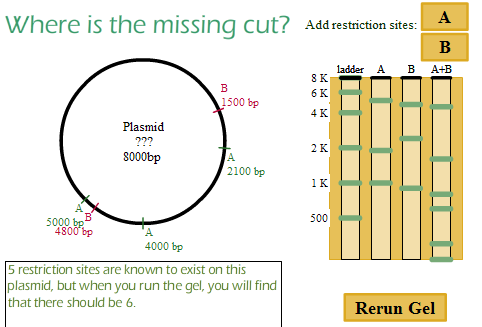 Where is the missing cut?
Add restriction sites:
A
B
ladder A B A+B
8 K
6 K
4 K
2 K
1 K
500
B
1500 bp
Plasmid
???
8000bp
A
2100 bp
A
5000 bp
B
4800 bp
A
4000 bp
5 restriction sites are known to exist on this
plasmid, but when you run the gel, you will find
that there should be 6.
Rerun Gel